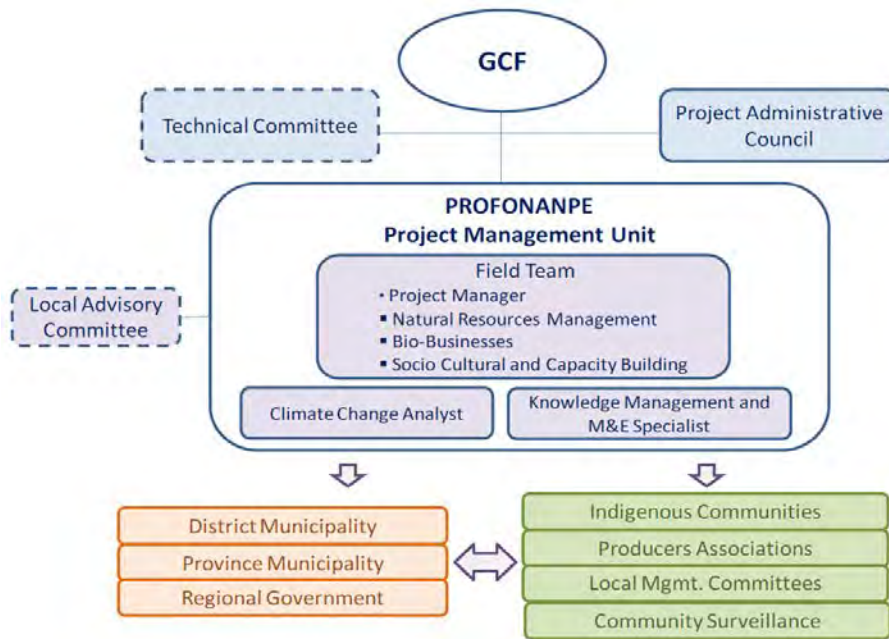 GCF
Technical Committee
Project Administrative
Council
PROFONANPE
Project Management Unit
Field Team
• Project Manager
▪ Natural Resources Management
▪ Bio-Businesses
▪ Socio Cultural and Capacity Building
Local Advisory
Committee
Climate Change Analyst
Knowledge Management and
M&E Specialist
District Municipality
Province Municipality
Regional Government
Indigenous Communities
Producers Associations
Local Mgmt. Committees
Community Surveillance